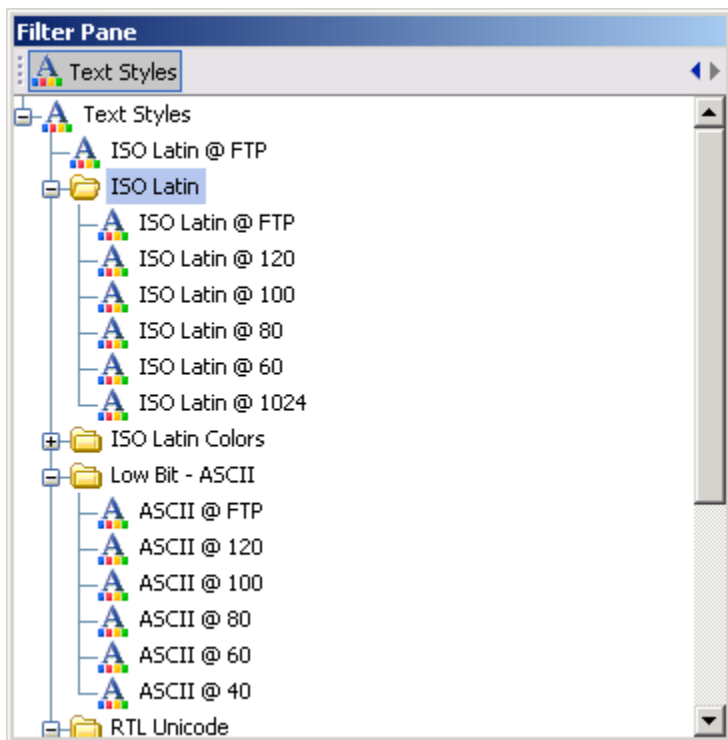 Filter Pane
Text Styles
Text Styles
ISO Latin @ FTP
ISO Latin
ISO Latin @ FTP
ISO Latin @ 120
ISO Latin @ 100
ISO Latin @ 80
ISO Latin @ 60
ISO Latin @ 1024
ISO Latin Colors
Low Bit - ASCII
ASCII @ FTP
ASCII @ 120
ASCII @ 100
ASCII @ 80
ASCII @ 60
ASCII @ 40
RTL Unicode